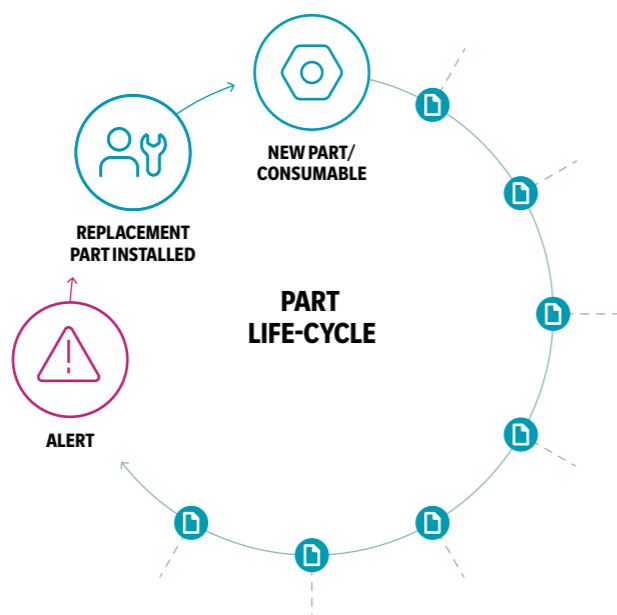 NEW PART/
CONSUMABLE
REPLACEMENT
PART INSTALLED
PART
LIFE-CYCLE
ALERT